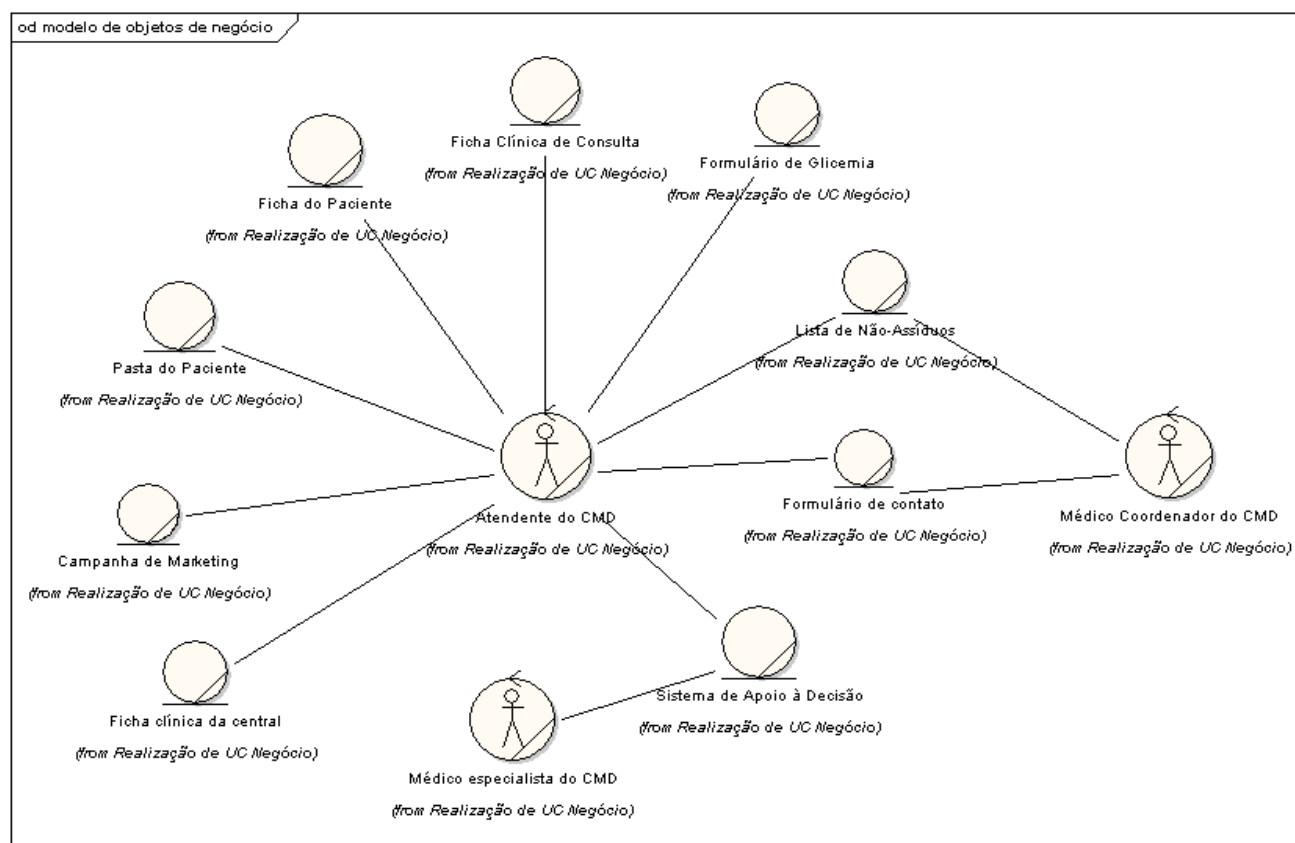 od modelo de objetos de negócio
Ficha Clínica de Consulta
(from Realização de UC Negócio)
Formulário de Glicemia
(from Realização de UC Negócio)
Ficha do Paciente
(from Realização de UC Negócio)
Lista de Não-Assíduos
(from Realização de UC Negócio)
Pasta do Paciente
(from Realização de UC Negócio)
Formulário de contato
(from Realização de UC Negócio)
Médico Coordenador do CMD
(from Realização de UC Negócio)
Atendente do CMD
(from Realização de UC Negócio)
Campanha de Marketing
(from Realização de UC Negócio)
Sistema de Apoio à Decisão
(from Realização de UC Negócio)
Ficha clínica da central
(from Realização de UC Negócio)
Médico especialista do CMD
(from Realização de UC Negócio)